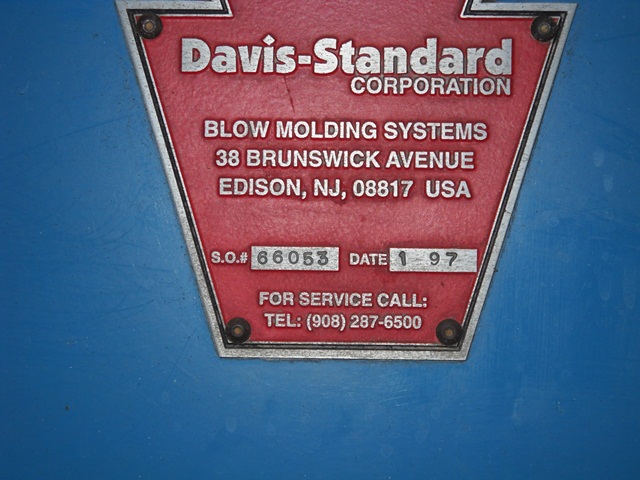 Davis-Standard
CORPORATION
BLOW MOLDING SYSTEMS
38 BRUNSWICK AVENUE
EDISON, NJ, 08817 USA
S.O.# 66053 DATE 1 97
FOR SERVICE CALL:
TEL: (908) 287-6500